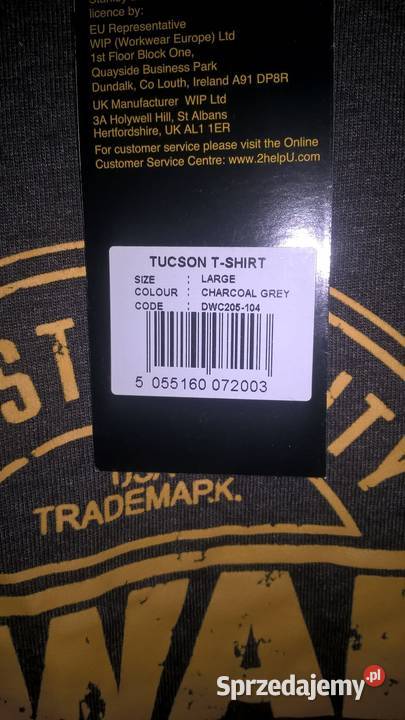 licence by:
EU Representative
WIP (Workwear Europe) Ltd
1st Floor Block One,
Quayside Business Park
Dundalk, Co Louth, Ireland A91 DP8R
UK Manufacturer WIP Ltd
3A Holywell Hill, St Albans
Hertfordshire, UK AL1 1ER
For customer service please visit the Online
Customer Service Centre: www.2helpU.com
TUCSON T-SHIRT
SIZE : LARGE
COLOUR : CHARCOAL GREY
CODE : DWC205-104
5 055160 072003
TRADEMARK.
Sprzedajemy.pl